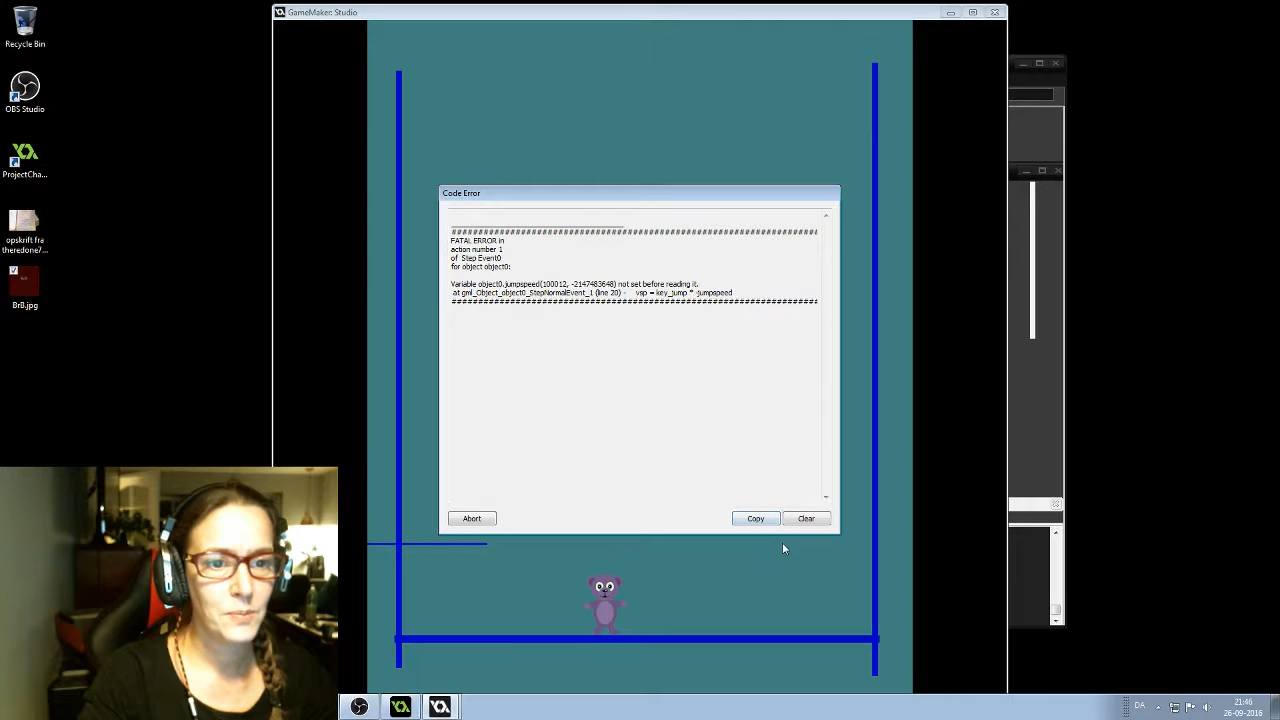 GameMaker: Studio
Recycle Bin
OBS Studio
ProjectCha...
opskrift fra
theredone7...
BrB.jpg
Code Error
##########################################################################################
FATAL ERROR in
action number 1
of Step Event0
for object object0:
Variable object0.jumpspeed(100012, -2147483648) not set before reading it.
at gml_Object_object0_StepNormalEvent_1 (line 20) - vsp = key_jump * -jumpspeed
##########################################################################################
Abort
Copy
Clear
DA
21:46
26-09-2016